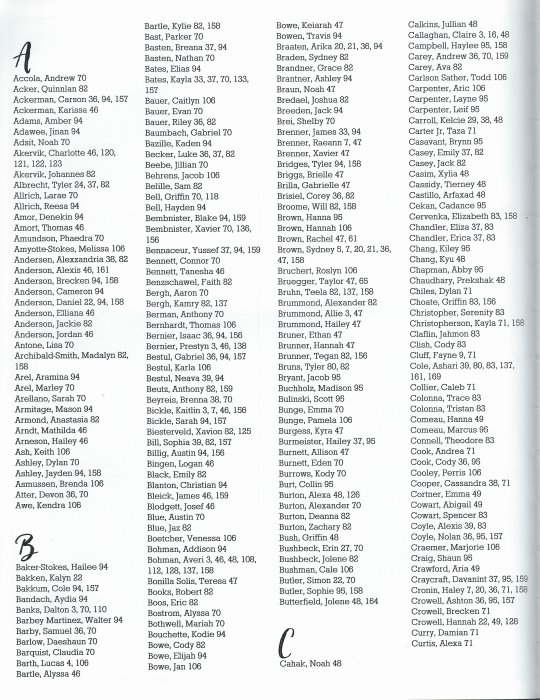 A
Accola, Andrew 70
Acker, Quinnlan 82
Ackerman, Carson 36, 94, 157
Ackerman, Karissa 46
Adams, Amber 94
Adawee, Jinan 94
Adsit, Noah 70
Akervik, Charlotte 46, 120,
121, 122, 123
Akervik, Johannes 82
Albrecht, Tyler 24, 37, 82
Allrich, Larae 70
Allrich, Reesa 94
Amor, Denekin 94
Amort, Thomas 46
Amundson, Phaedra 70
Amyotte-Stokes, Melissa 106
Andersen, Alexzandria 38, 82
Anderson, Alexis 46, 161
Anderson, Brecken 94, 158
Anderson, Cameron 94
Anderson, Daniel 22, 94, 158
Anderson, Elliana 46
Anderson, Jackie 82
Anderson, Jordan 46
Antone, Lisa 70
Archibald-Smith, Madalyn 82,
158
Arel, Aramina 94
Arel, Marley 70
Arellano, Sarah 70
Armitage, Mason 94
Armond, Anastasia 82
Arndt, Mathilda 46
Arneson, Hailey 46
Ash, Keith 106
Ashley, Dylan 70
Ashley, Jayden 94, 158
Asmussen, Brenda 106
Atter, Devon 36, 70
Awe, Kendra 106
B
Baker-Stokes, Hailee 94
Bakken, Kalyn 22
Bakkum, Cole 94, 157
Bandach, Aydia 94
Banks, Dalton 3, 70, 110
Barbey Martinez, Walter 94
Barby, Samuel 36, 70
Barlow, Daeshaun 70
Barquist, Claudia 70
Barth, Lucas 4, 106
Bartle, Alyssa 46
Bartle, Kylie 82, 158
Bast, Parker 70
Basten, Breana 37, 94
Basten, Nathan 70
Bates, Elias 94
Bates, Kayla 33, 37, 70, 133,
157
Bauer, Caitlon 106
Bauer, Evan 70
Bauer, Riley 36, 82
Baumbach, Gabriel 70
Bazille, Kaden 94
Becker, Luke 36, 37, 82
Beebe, Jillian 70
Behrens, Jacob 106
Belille, Sam 82
Bell, Griffin 70, 118
Bell, Hayden 94
Bembnister, Blake 94, 159
Bembnister, Xavier 70, 136,
156
Bennaceur, Yussef 37, 94, 159
Bennett, Connor 70
Bennett, Tanesha 46
Benzschawel, Faith 82
Bergh, Aaron 70
Bergh, Kamry 82, 137
Berman, Anthony 70
Bernhardt, Thomas 106
Bernier, Isaac 36, 94, 156
Bernier, Prestyn 3, 46, 138
Bestul, Gabriel 36, 94, 157
Bestul, Karla 106
Bestul, Neava 39, 94
Beutz, Anthony 82, 159
Beyreis, Brenna 38, 70
Bickle, Kaitlin 3, 7, 46, 156
Bickle, Sarah 94, 157
Biesterveld, Xavion 82, 125
Bill, Sophia 39, 82, 157
Billig, Austin 94, 156
Bingen, Logan 46
Black, Emily 82
Blanton, Christian 94
Bleick, James 46, 159
Blodgett, Josef 46
Blue, Austin 70
Blue, Jaz 82
Boetcher, Venessa 106
Bohman, Addison 94
Bohman, Averi 3, 46, 48, 108,
112, 128, 137, 158
Bonilla Solis, Teresa 47
Books, Robert 82
Boos, Eric 82
Bostrom, Alyssa 70
Bothwell, Mariah 70
Bouchette, Kodie 94
Bowe, Cody 82
Bowe, Elijah 94
Bowe, Jan 106
Bowe, Keiarah 47
Bowen, Travis 94
Braaten, Arika 20, 21, 36, 94
Braden, Sydney 82
Brandner, Grace 82
Brantner, Ashley 94
Braun, Noah 47
Bredael, Joshua 82
Breeden, Jack 94
Brei, Shelby 70
Brenner, James 33, 94
Brenner, Raeann 7, 47
Brenner, Xavier 47
Bridges, Tyler 94, 158
Briggs, Brielle 47
Brilla, Gabrielle 47
Brisiel, Corey 36, 82
Broome, Will 82, 158
Brown, Hanna 95
Brown, Hannah 106
Brown, Rachel 47, 61
Brown, Sydney 5, 7, 20, 21, 36,
47, 158
Bruchert, Roslyn 106
Bruegger, Taylor 47, 65
Bruhn, Teela 82, 137, 158
Brummond, Alexander 82
Brummond, Allie 3, 47
Brummond, Hailey 47
Bruner, Ethan 47
Brunner, Hannah 47
Brunner, Tegan 82, 156
Bruns, Tyler 80, 82
Bryant, Jacob 95
Buchholz, Madison 95
Bulinski, Scott 95
Bunge, Emma 70
Bunge, Pamela 106
Burgess, Kyra 47
Burmeister, Hailey 37, 95
Burnett, Allison 47
Burnett, Eden 70
Burrows, Kody 70
Burt, Collin 95
Burton, Alexa 48, 126
Burton, Alexander 70
Burton, Deanna 82
Burton, Zachary 82
Bush, Griffin 48
Bushbeck, Erin 27, 70
Bushbeck, Jolene 82
Bushman, Cale 106
Butler, Simon 22, 70
Butler, Sophie 95, 158
Butterfield, Jolene 48, 164
C
Cahak, Noah 48
Calkins, Jullian 48
Callaghan, Claire 3, 16, 48
Campbell, Haylee 95, 158
Carey, Andrew 36, 70, 159
Carey, Ava 82
Carlson Sather, Todd 106
Carpenter, Aric 106
Carpenter, Layne 95
Carpenter, Leif 95
Carroll, Kelcie 29, 38, 48
Carter Jr, Taza 71
Casavant, Brynn 95
Casey, Emily 37, 82
Casey, Jack 82
Casim, Xylia 48
Cassidy, Tierney 48
Castillo, Arfaxad 48
Cekan, Cadance 95
Cervenka, Elizabeth 83, 158
Chandler, Eliza 37, 83
Chandler, Erica 37, 83
Chang, Kiley 95
Chang, Kyu 48
Chapman, Abby 95
Chaudhary, Prekshak 48
Chiles, Dylan 71
Choate, Griffin 83, 156
Christopher, Serenity 83
Christopherson, Kayla 71, 158
Claflin, Jahmon 83
Clish, Cody 83
Cluff, Fayne 9, 71
Cole, Ashari 39, 80, 83, 137,
161, 169
Collier, Caleb 71
Colonna, Trace 83
Colonna, Tristan 83
Comeau, Hanna 49
Comeau, Marcus 95
Connell, Theodore 83
Cook, Andrea 71
Cook, Cody 36, 95
Cooley, Perris 106
Cooper, Cassandra 38, 71
Cortner, Emma 49
Cowart, Abigail 49
Cowart, Spencer 83
Coyle, Alexis 39, 83
Coyle, Nolan 36, 95, 157
Craemer, Marjorie 106
Craig, Shaun 95
Crawford, Aria 49
Craycraft, Davanint 37, 95, 159
Cronin, Haley 7, 20, 36, 71, 158
Crowell, Ashton 36, 95, 157
Crowell, Brecken 71
Crowell, Hannah 22, 49, 128
Curry, Damian 71
Curtis, Alexa 71